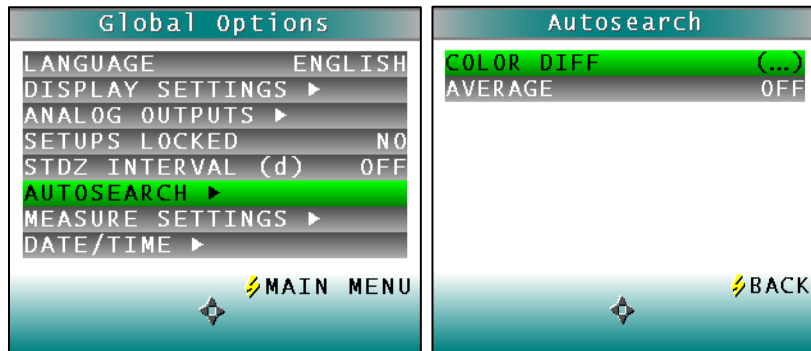 Global Options
LANGUAGE ENGLISH
DISPLAY SETTINGS ▶
ANALOG OUTPUTS ▶
SETUPS LOCKED NO
STDZ INTERVAL (d) OFF
AUTOSEARCH ▶
MEASURE SETTINGS ▶
DATE/TIME ▶
MAIN MENU
Autosearch
COLOR DIFF (...)
AVERAGE OFF
BACK